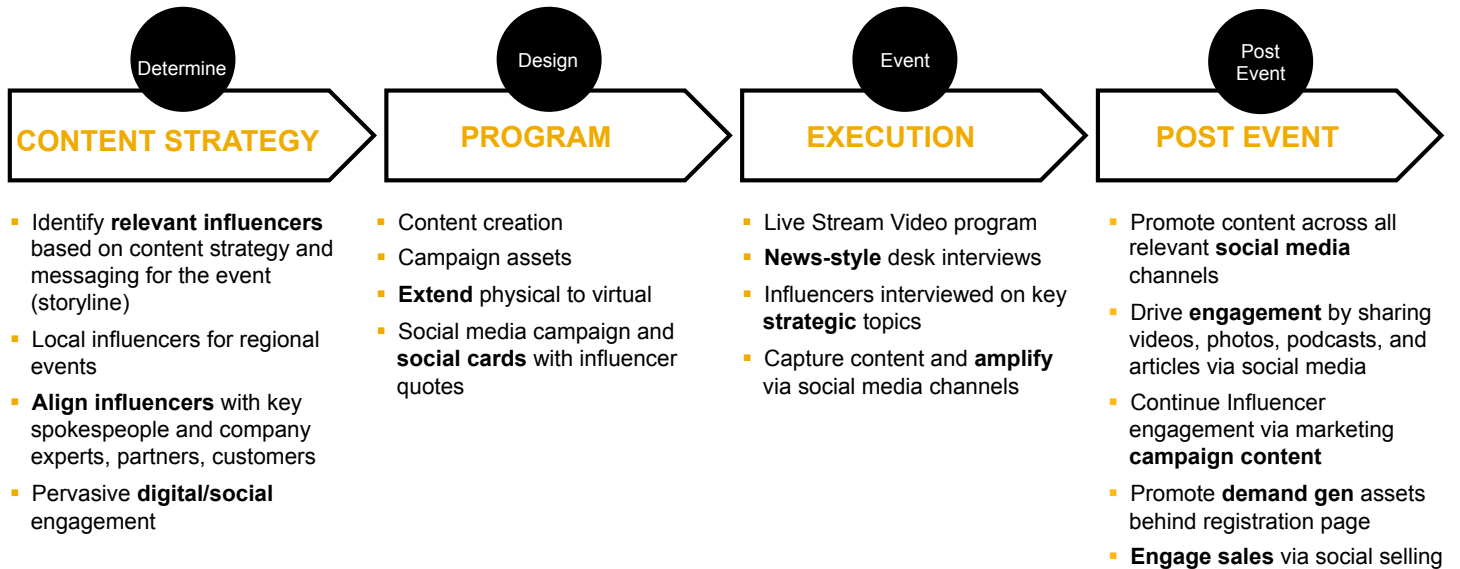 Determine
CONTENT STRATEGY
▪ Identify relevant influencers
based on content strategy and
messaging for the event
(storyline)
▪ Local influencers for regional
events
▪ Align influencers with key
spokespeople and company
experts, partners, customers
▪ Pervasive digital/social
engagement
Design
PROGRAM
▪ Content creation
▪ Campaign assets
▪ Extend physical to virtual
▪ Social media campaign and
social cards with influencer
quotes
Event
EXECUTION
▪ Live Stream Video program
▪ News-style desk interviews
▪ Influencers interviewed on key
strategic topics
▪ Capture content and amplify
via social media channels
Post
Event
POST EVENT
▪ Promote content across all
relevant social media
channels
▪ Drive engagement by sharing
videos, photos, podcasts, and
articles via social media
▪ Continue Influencer
engagement via marketing
campaign content
▪ Promote demand gen assets
behind registration page
▪ Engage sales via social selling